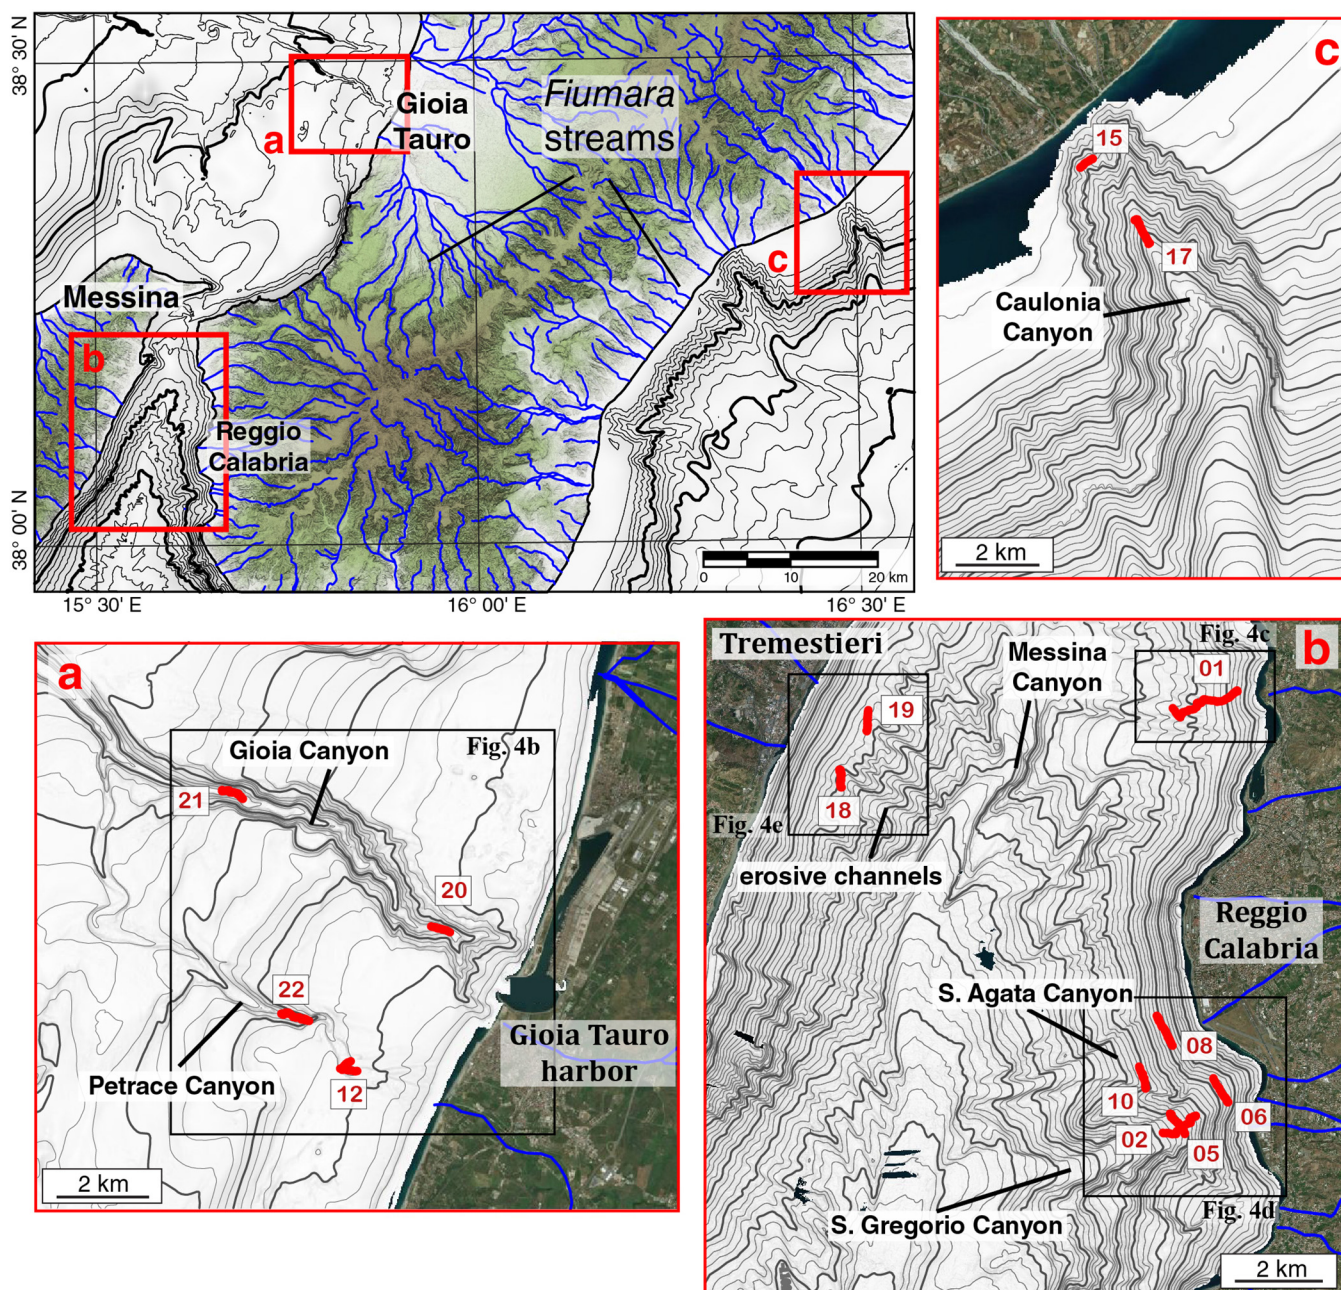 38° 30' N
38° 00' N
15° 30' E
16° 00' E
16° 30' E
a
Gioia
Tauro
Fiumara
streams
Messina
b
Reggio
Calabria
c
0
10
20 km
c
15
17
Caulonia
Canyon
2 km
a
Gioia Canyon
Fig. 4b
21
20
22
Petrace Canyon
12
Gioia Tauro
harbor
2 km
b
Tremestieri
Messina
Canyon
Fig. 4c
01
19
18
Fig. 4e
erosive channels
Reggio
Calabria
S. Agata Canyon
08
10
06
02
05
S. Gregorio Canyon
Fig. 4d
2 km